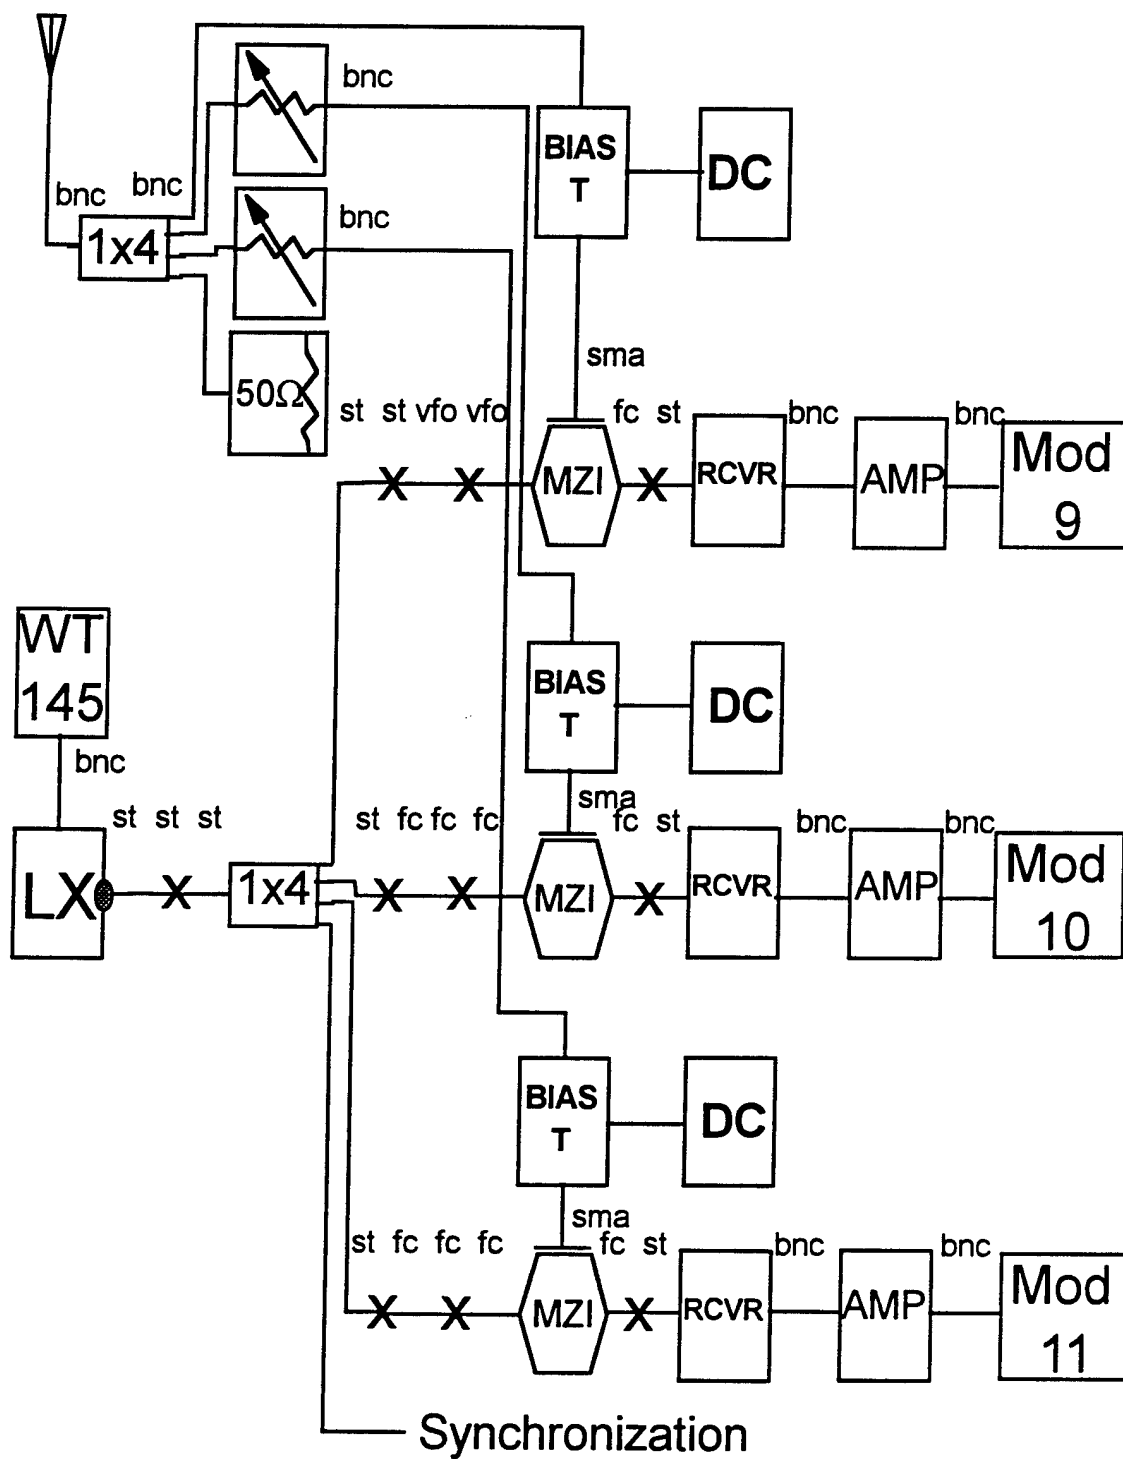 bnc
BIAS
T
DC
bnc
bnc
bnc
1x4
sma
50Ω
st st vfo vfo
fc st
bnc
bnc
MZI
RCVR
AMP
Mod
9
WT
145
BIAS
T
DC
bnc
sma
st st st
st fc fc fc
fc st
bnc
bnc
LX
1x4
MZI
RCVR
AMP
Mod
10
BIAS
T
DC
sma
st fc fc fc
fc st
bnc
bnc
MZI
RCVR
AMP
Mod
11
Synchronization